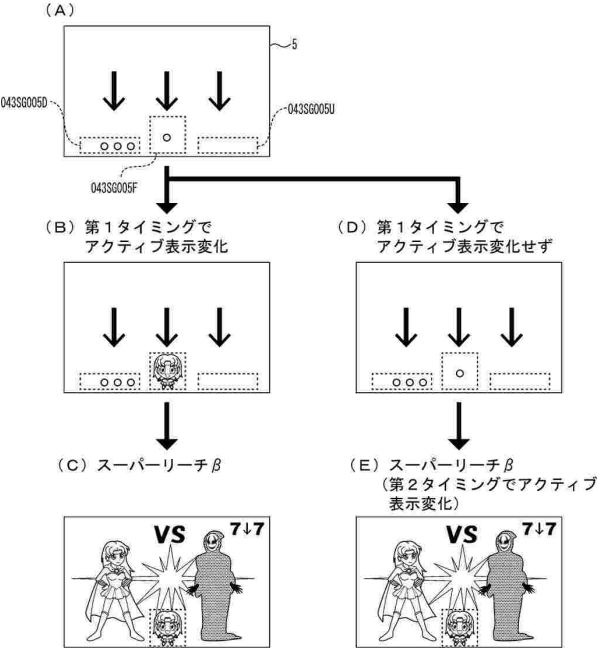 (A)
5
043SG005D
043SG005U
043SG005F
(B) 第1タイミングで
アクティブ表示変化
(D) 第1タイミングで
アクティブ表示変化せず
(C) スーパーリーチβ
(E) スーパーリーチβ
(第2タイミングでアクティブ
表示変化)
VS 7↓7
VS 7↓7